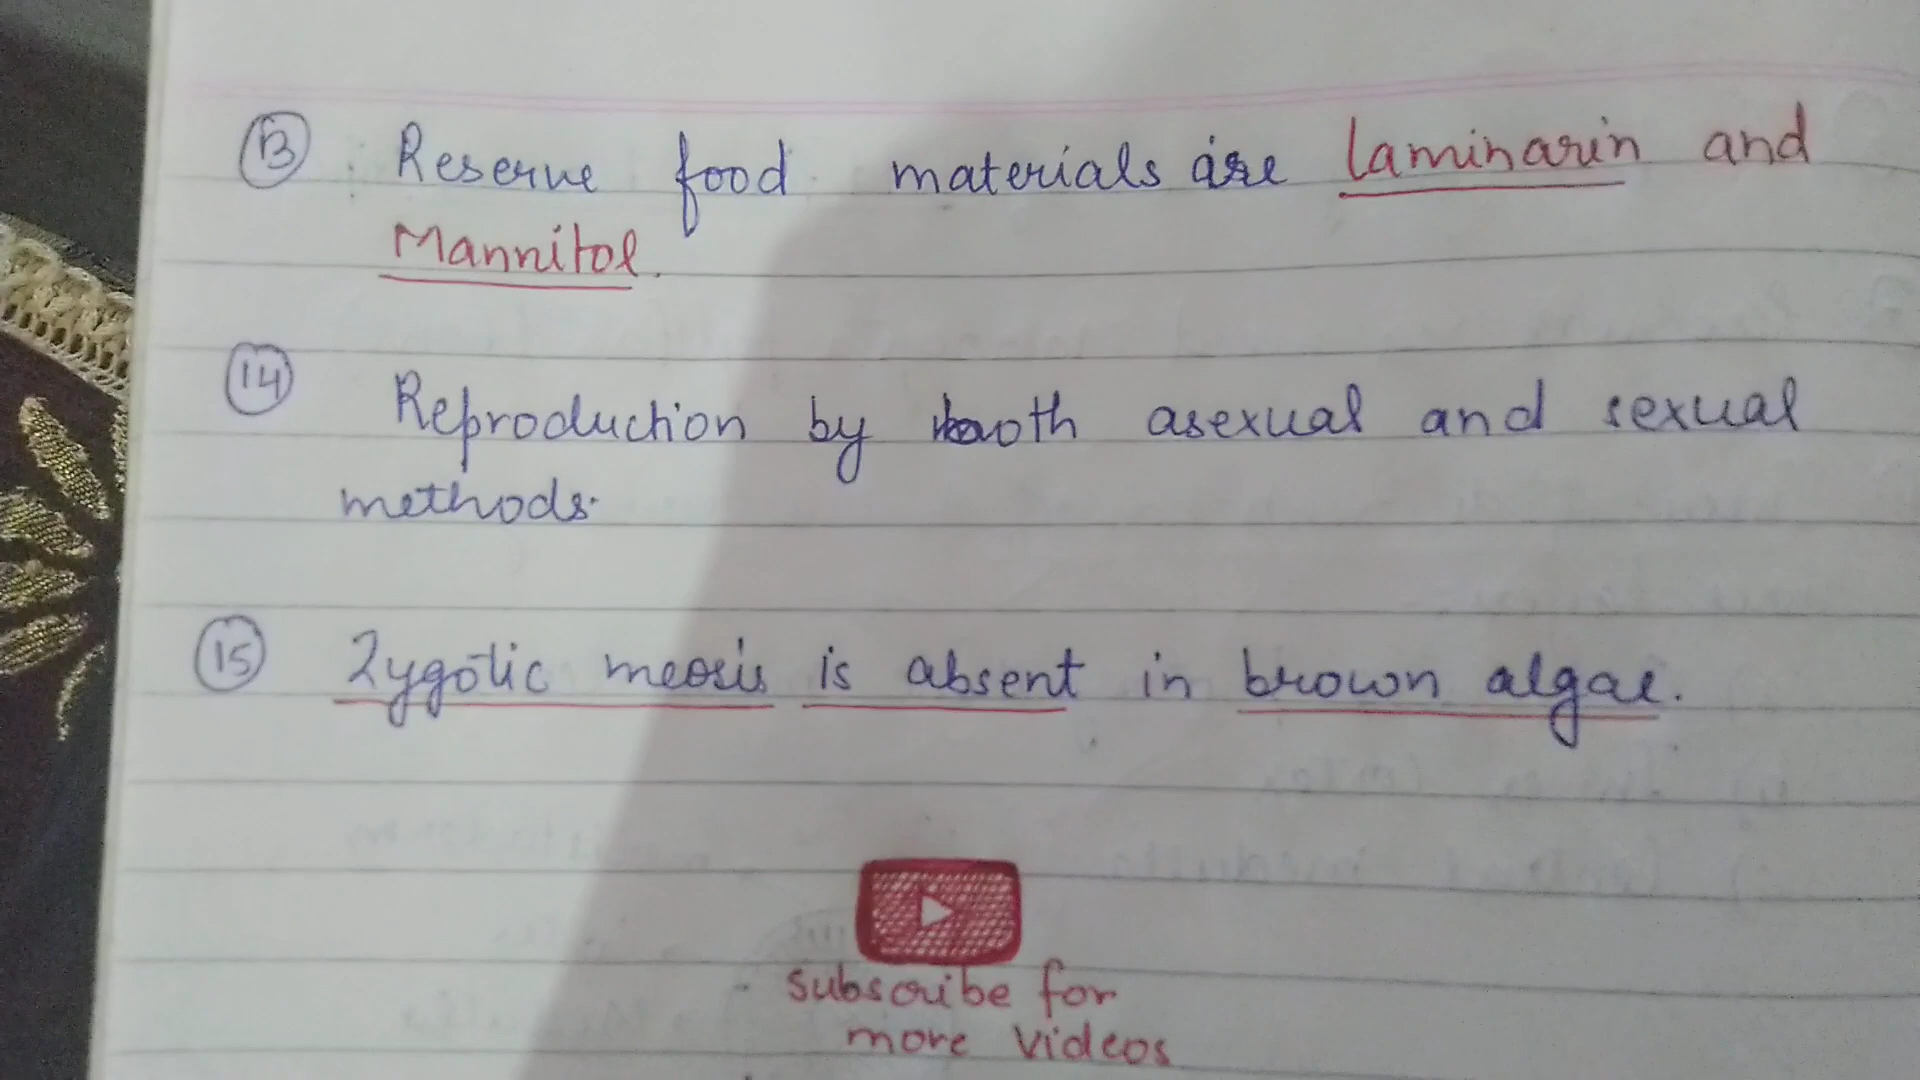 13 Reserve food materials are laminarin and
Mannitol.
14 Reproduction by both asexual and sexual
methods.
15 Zygotic meosis is absent in brown algae.
Subscribe for
more videos